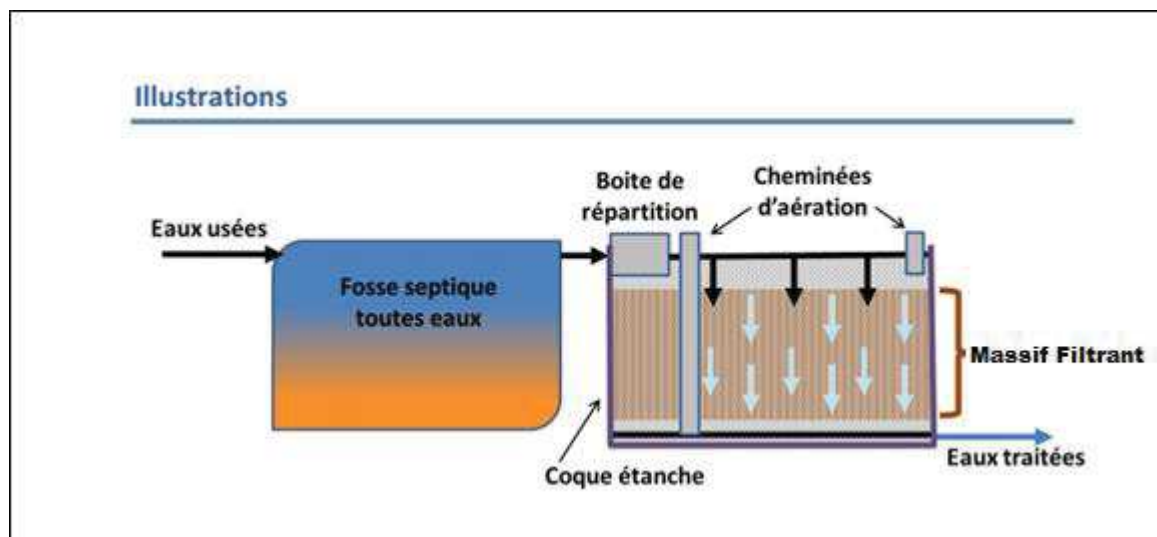 Illustrations
Boite de
répartition
Cheminées
d'aération
Eaux usées
Fosse septique
toutes eaux
Massif Filtrant
Coque étanche
Eaux traitées